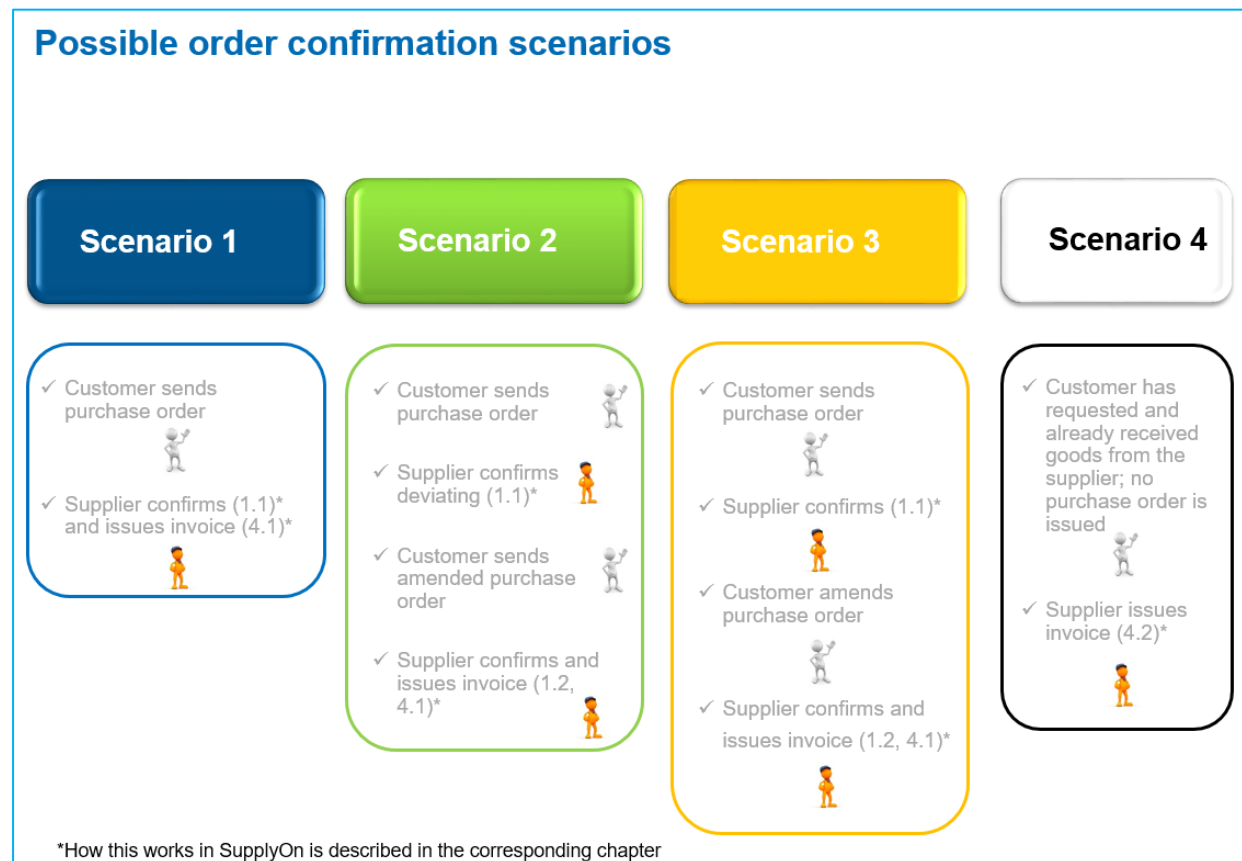 Possible order confirmation scenarios
Scenario 1
✓ Customer sends
purchase order
✓ Supplier confirms (1.1)*
and issues invoice (4.1)*
Scenario 2
✓ Customer sends
purchase order
✓ Supplier confirms
deviating (1.1)*
✓ Customer sends
amended purchase
order
✓ Supplier confirms and
issues invoice (1.2,
4.1)*
Scenario 3
✓ Customer sends
purchase order
✓ Supplier confirms (1.1)*
✓ Customer amends
purchase order
✓ Supplier confirms and
issues invoice (1.2, 4.1)*
Scenario 4
✓ Customer has
requested and
already received
goods from the
supplier; no
purchase order is
issued
✓ Supplier issues
invoice (4.2)*
*How this works in SupplyOn is described in the corresponding chapter